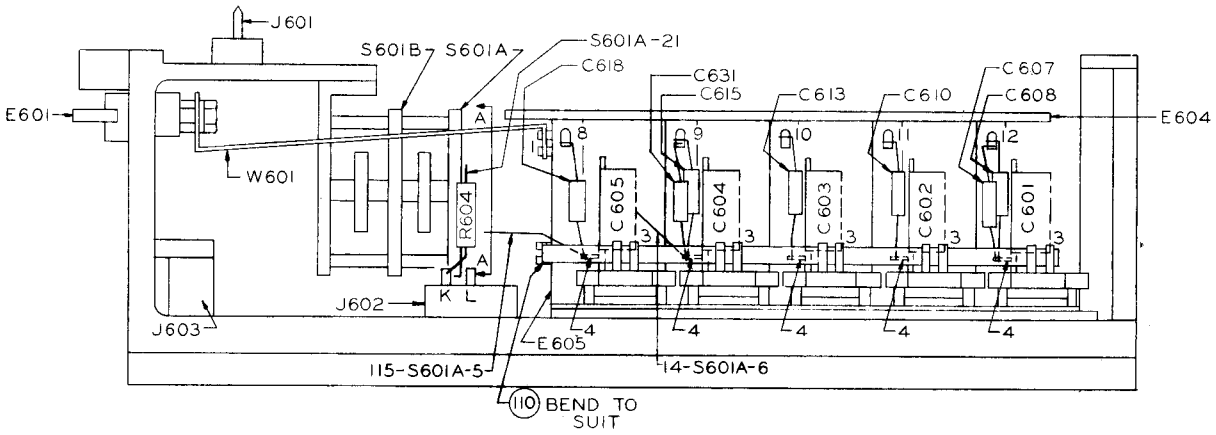 J601
S601B
S601A
S601A-21
C618
C631
C615
C613
C610
C607
C608
E601
E604
A
8
9
10
11
12
W601
R604
C605
C604
C603
C602
C601
3
3
3
3
3
A
K
L
J602
J603
4
4
4
4
4
E605
115-S601A-5
14-S601A-6
110 BEND TO
SUIT